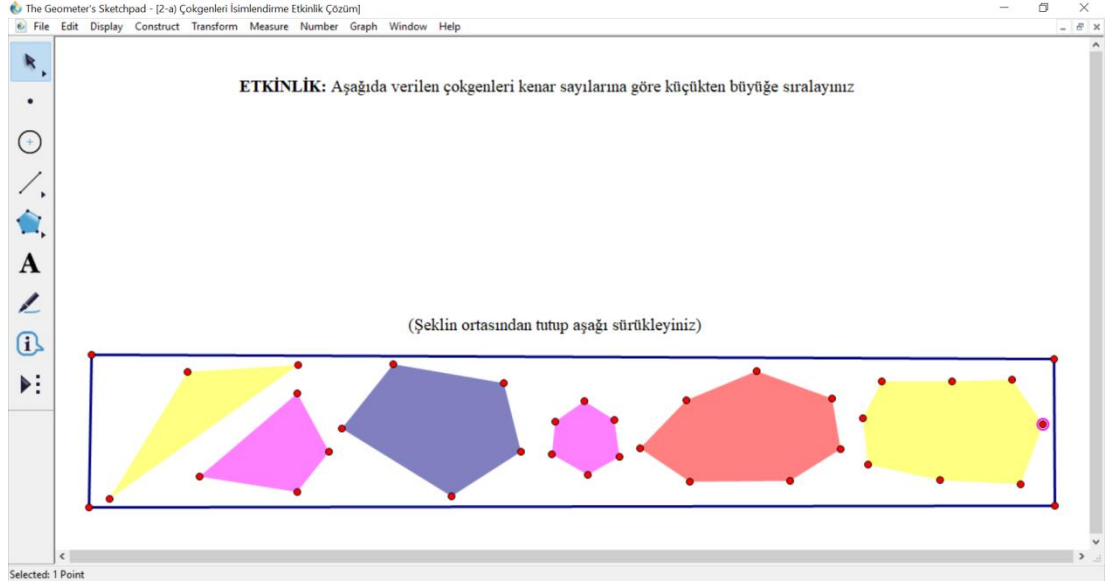 The Geometer's Sketchpad - [2-a) Çokgenleri İsimlendirme Etkinlik Çözüm]
File Edit Display Construct Transform Measure Number Graph Window Help
ETKİNLİK: Aşağıda verilen çokgenleri kenar sayılarına göre küçükten büyüğe sıralayınız
A
i
(Şeklin ortasından tutup aşağı sürükleyiniz)
Selected: 1 Point